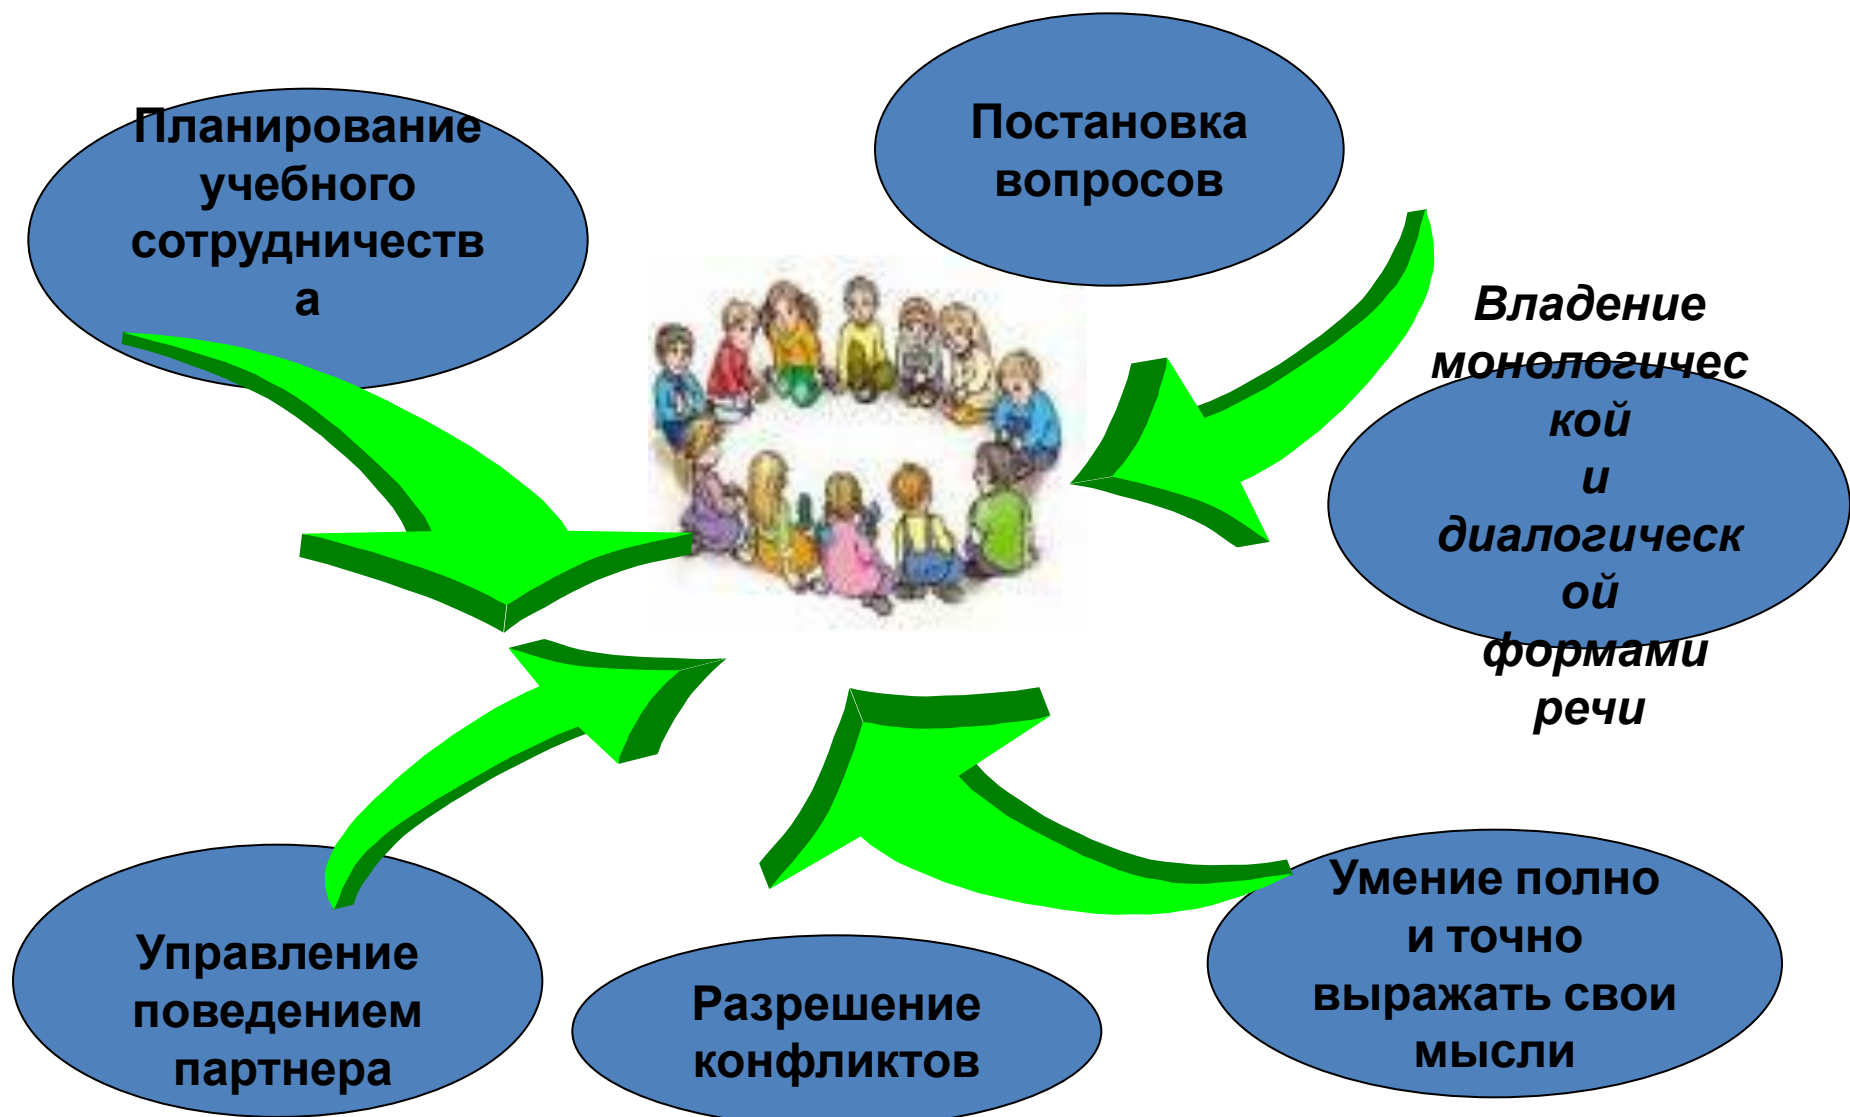 Планирование
учебного
сотрудничеств
а
Постановка
вопросов
Владение
монологичес
кой
и
диалогическ
ой
формами
речи
Управление
поведением
партнера
Разрешение
конфликтов
Умение полно
и точно
выражать свои
мысли